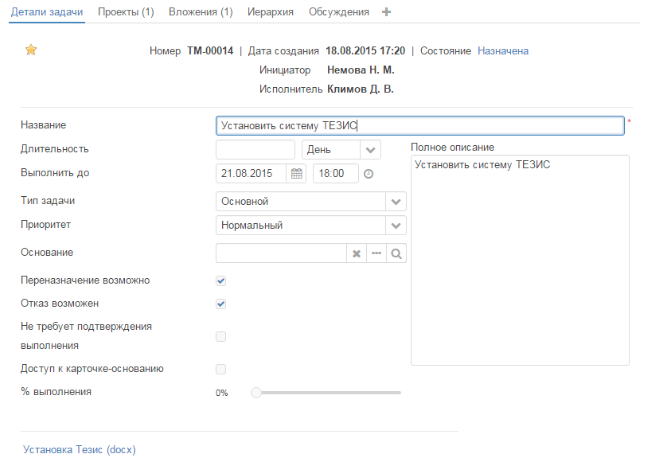 Детали задачи Проекты (1) Вложения (1) Иерархия Обсуждения
Номер ТМ-00014 | Дата создания 18.08.2015 17:20 | Состояние Назначена
Инициатор Немова Н. М.
Исполнитель Климов Д. В.
Название Установить систему ТЕЗИС *
Длительность День Полное описание
Выполнить до 21.08.2015 18:00 Установить систему ТЕЗИС
Тип задачи Основной
Приоритет Нормальный
Основание
Переназначение возможно
Отказ возможен
Не требует подтверждения
выполнения
Доступ к карточке-основанию
% выполнения 0%
Установка Тезис (docx)